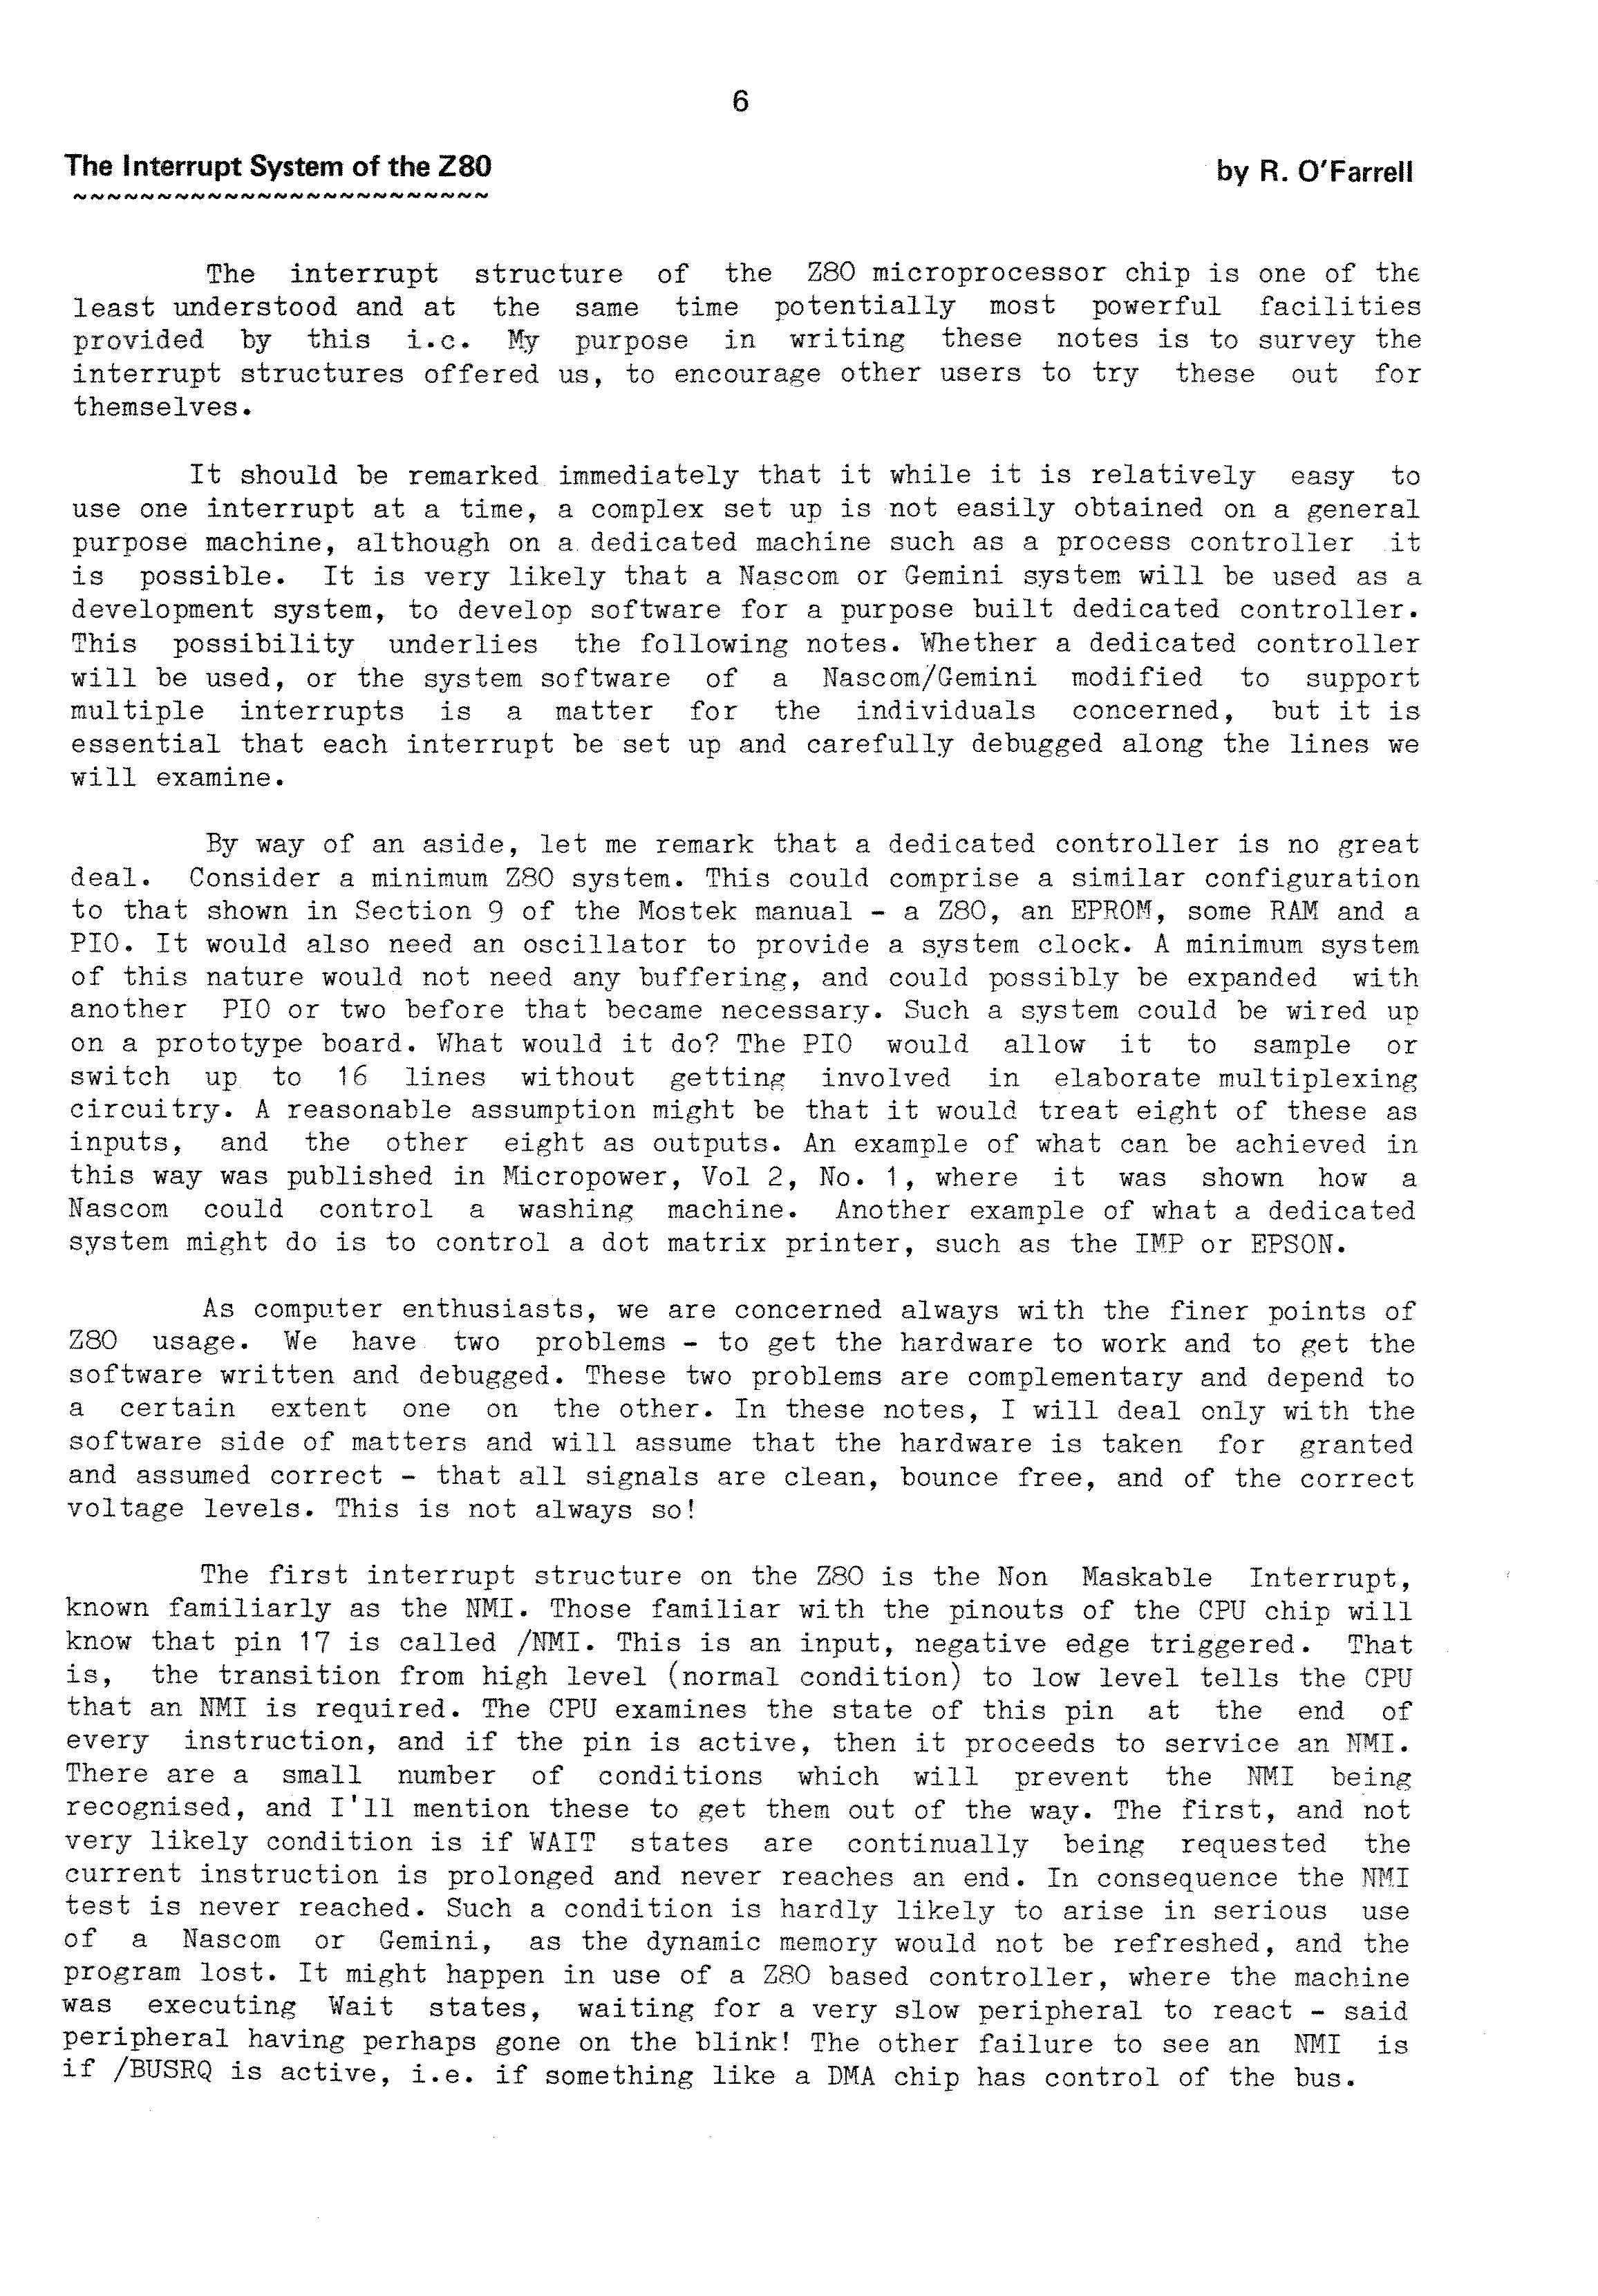 6
The Interrupt System of the Z80 by R. O'Farrell
~~~~~~~~~~~~~~~~~~~~~~~~~
The interrupt structure of the Z80 microprocessor chip is one of the
least understood and at the same time potentially most powerful facilities
provided by this i.c. My purpose in writing these notes is to survey the
interrupt structures offered us, to encourage other users to try these out for
themselves.
It should be remarked immediately that it while it is relatively easy to
use one interrupt at a time, a complex set up is not easily obtained on a general
purpose machine, although on a dedicated machine such as a process controller it
is possible. It is very likely that a Nascom or Gemini system will be used as a
development system, to develop software for a purpose built dedicated controller.
This possibility underlies the following notes. Whether a dedicated controller
will be used, or the system software of a Nascom/Gemini modified to support
multiple interrupts is a matter for the individuals concerned, but it is
essential that each interrupt be set up and carefully debugged along the lines we
will examine.
By way of an aside, let me remark that a dedicated controller is no great
deal. Consider a minimum Z80 system. This could comprise a similar configuration
to that shown in Section 9 of the Mostek manual - a Z80, an EPROM, some RAM and a
PIO. It would also need an oscillator to provide a system clock. A minimum system
of this nature would not need any buffering, and could possibly be expanded with
another PIO or two before that became necessary. Such a system could be wired up
on a prototype board. What would it do? The PIO would allow it to sample or
switch up to 16 lines without getting involved in elaborate multiplexing
circuitry. A reasonable assumption might be that it would treat eight of these as
inputs, and the other eight as outputs. An example of what can be achieved in
this way was published in Micropower, Vol 2, No. 1, where it was shown how a
Nascom could control a washing machine. Another example of what a dedicated
system might do is to control a dot matrix printer, such as the IMP or EPSON.
As computer enthusiasts, we are concerned always with the finer points of
Z80 usage. We have two problems - to get the hardware to work and to get the
software written and debugged. These two problems are complementary and depend to
a certain extent one on the other. In these notes, I will deal only with the
software side of matters and will assume that the hardware is taken for granted
and assumed correct - that all signals are clean, bounce free, and of the correct
voltage levels. This is not always so!
The first interrupt structure on the Z80 is the Non Maskable Interrupt,
known familiarly as the NMI. Those familiar with the pinouts of the CPU chip will
know that pin 17 is called /NMI. This is an input, negative edge triggered. That
is, the transition from high level (normal condition) to low level tells the CPU
that an NMI is required. The CPU examines the state of this pin at the end of
every instruction, and if the pin is active, then it proceeds to service an NMI.
There are a small number of conditions which will prevent the NMI being
recognised, and I'll mention these to get them out of the way. The first, and not
very likely condition is if WAIT states are continually being requested the
current instruction is prolonged and never reaches an end. In consequence the NMI
test is never reached. Such a condition is hardly likely to arise in serious use
of a Nascom or Gemini, as the dynamic memory would not be refreshed, and the
program lost. It might happen in use of a Z80 based controller, where the machine
was executing Wait states, waiting for a very slow peripheral to react - said
peripheral having perhaps gone on the blink! The other failure to see an NMI is
if /BUSRQ is active, i.e. if something like a DMA chip has control of the bus.